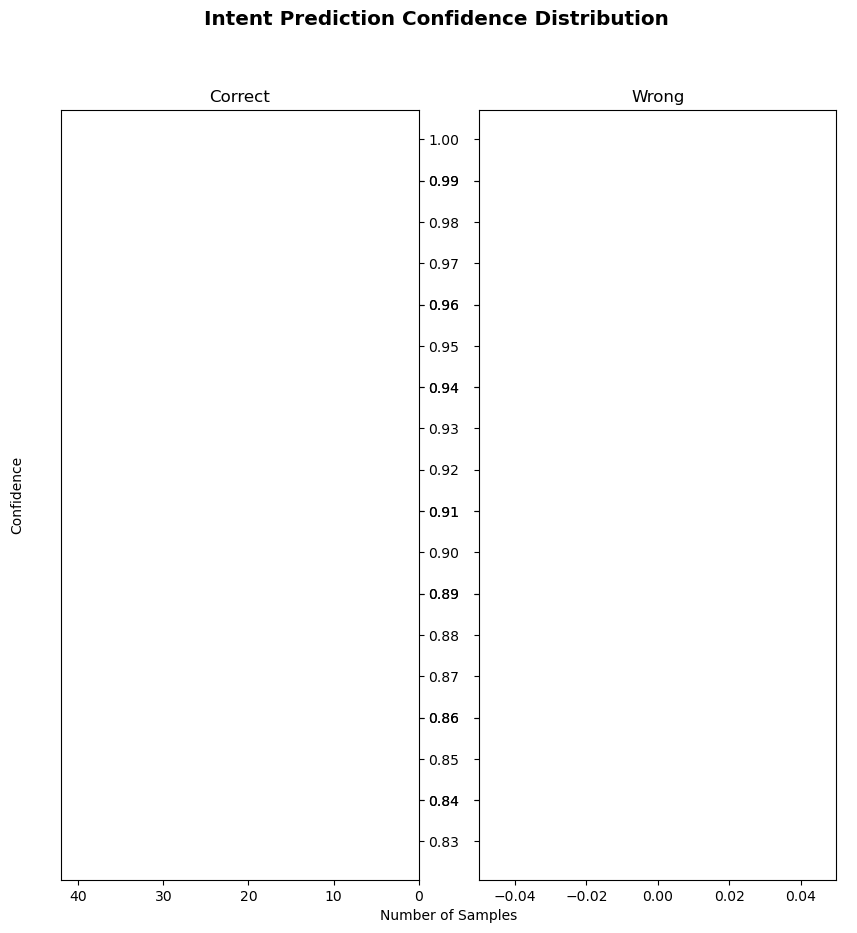 Intent Prediction Confidence Distribution
Correct
Wrong
1.00
0.99
0.98
0.97
0.96
0.95
0.94
0.93
0.92
0.91
0.90
0.89
0.88
0.87
0.86
0.85
0.84
0.83
Confidence
40 30 20 10 0
−0.04 −0.02 0.00 0.02 0.04
Number of Samples